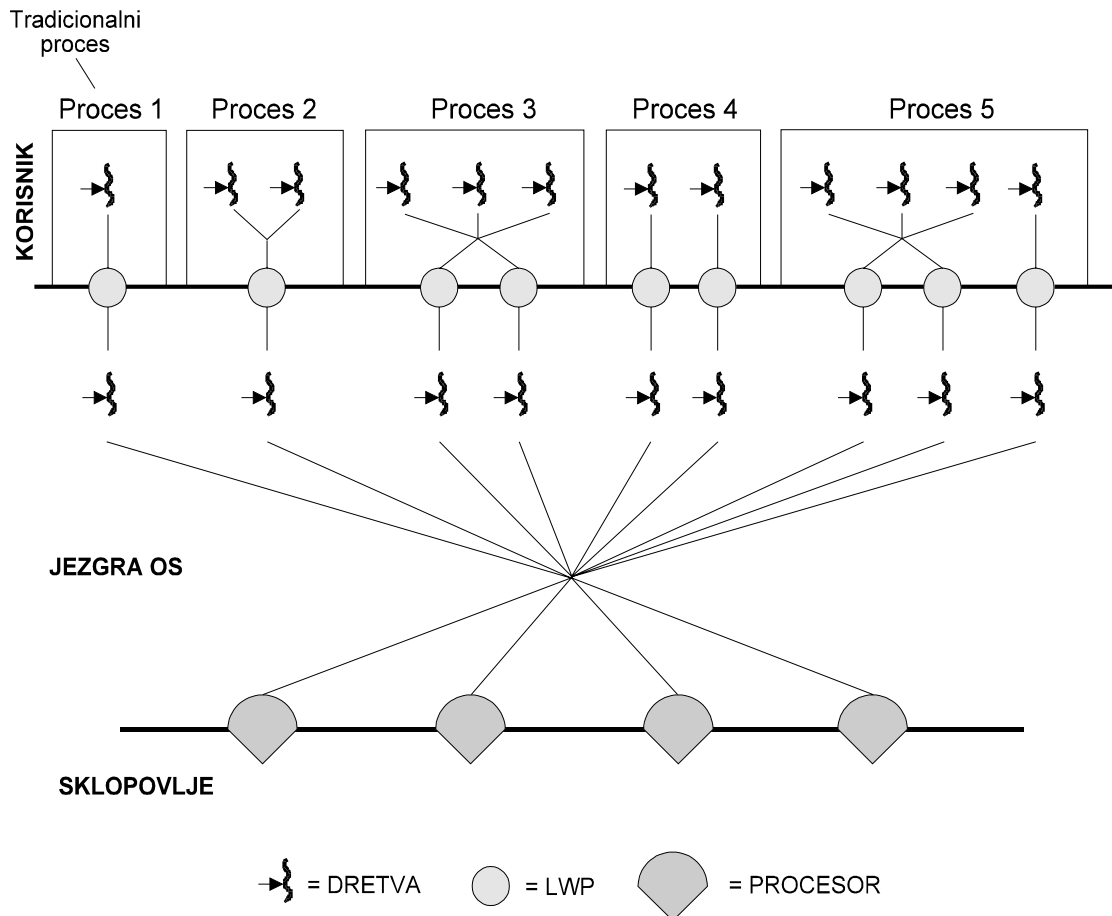 Tradicionalni
proces
Proces 1
Proces 2
Proces 3
Proces 4
Proces 5
KORISNIK
JEZGRA OS
SKLOPOVLJE
= DRETVA
= LWP
= PROCESOR